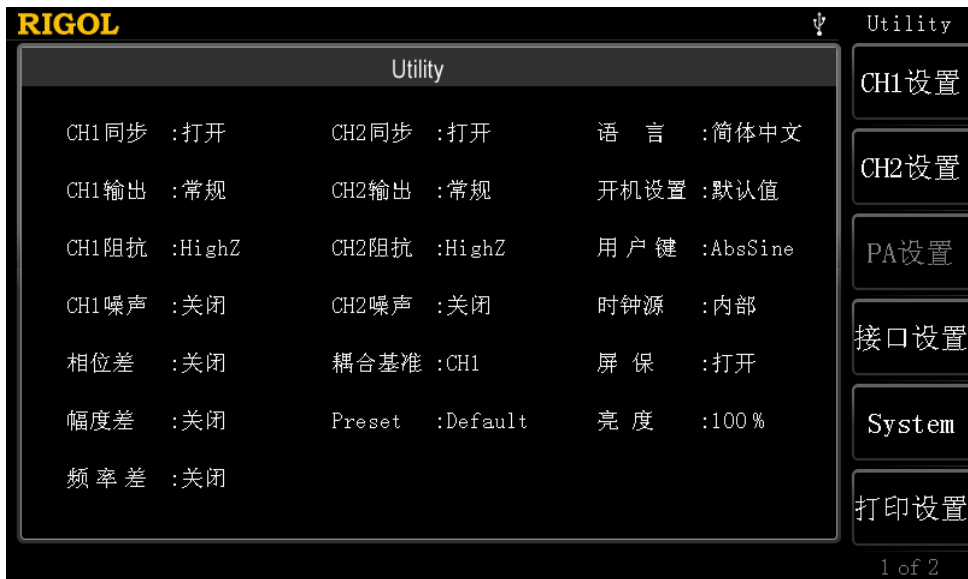 RIGOL
Utility
Utility
CH1同步 :打开 CH2同步 :打开 语 言 :简体中文
CH1输出 :常规 CH2输出 :常规 开机设置 :默认值
CH1阻抗 :HighZ CH2阻抗 :HighZ 用 户 键 :AbsSine
CH1噪声 :关闭 CH2噪声 :关闭 时钟源 :内部
相位差 :关闭 耦合基准 :CH1 屏 保 :打开
幅度差 :关闭 Preset :Default 亮 度 :100%
频 率 差 :关闭
CH1设置
CH2设置
PA设置
接口设置
System
打印设置
1 of 2